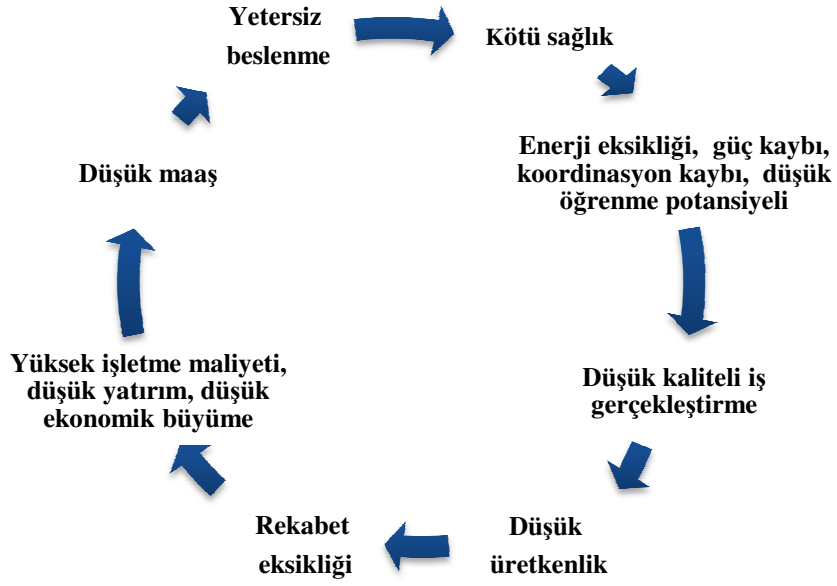 Yetersiz
beslenme
Kötü sağlık
Enerji eksikliği, güç kaybı,
koordinasyon kaybı, düşük
öğrenme potansiyeli
Düşük kaliteli iş
gerçekleştirme
Düşük
üretkenlik
Rekabet
eksikliği
Yüksek işletme maliyeti,
düşük yatırım, düşük
ekonomik büyüme
Düşük maaş